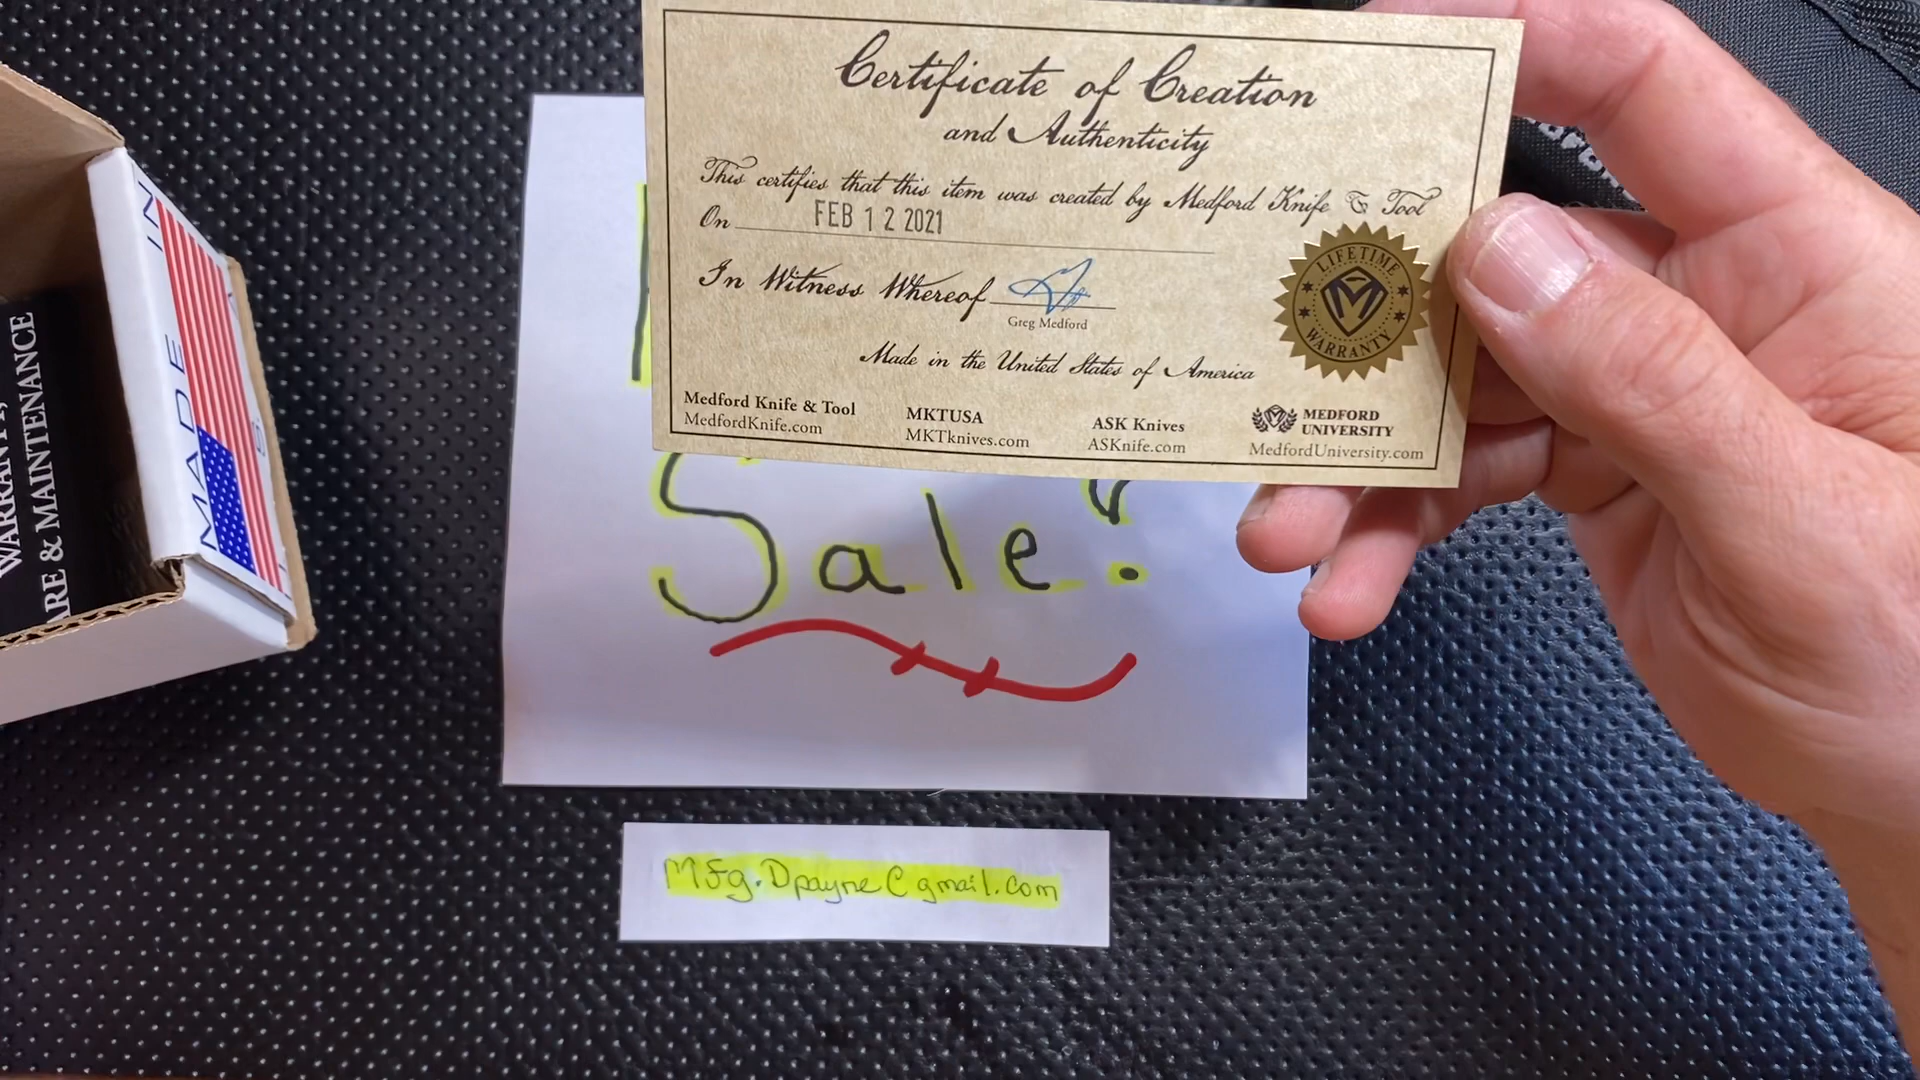 Certificate of Creation
and Authenticity
This certifies that this item was created by Medford Knife & Tool
On FEB 12 2021
In Witness Whereof
Greg Medford
Made in the United States of America
LIFETIME
M
WARRANTY
Medford Knife & Tool
MedfordKnife.com
MKTUSA
MKTknives.com
ASK Knives
ASKnife.com
MEDFORD
UNIVERSITY
MedfordUniversity.com
Sale!
Mfg.Dpayne@gmail.com
MADE IN
WARRANTY,
& MAINTENANCE